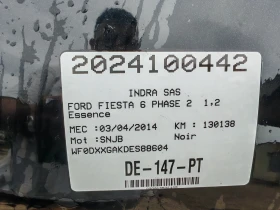 2024100442
INDRA SAS
FORD FIESTA 6 PHASE 2 1.2
Essence
MEC :03/04/2014 KM : 130138
Mot :SNJB Noir
WF0DXXGAKDES88604
DE-147-PT